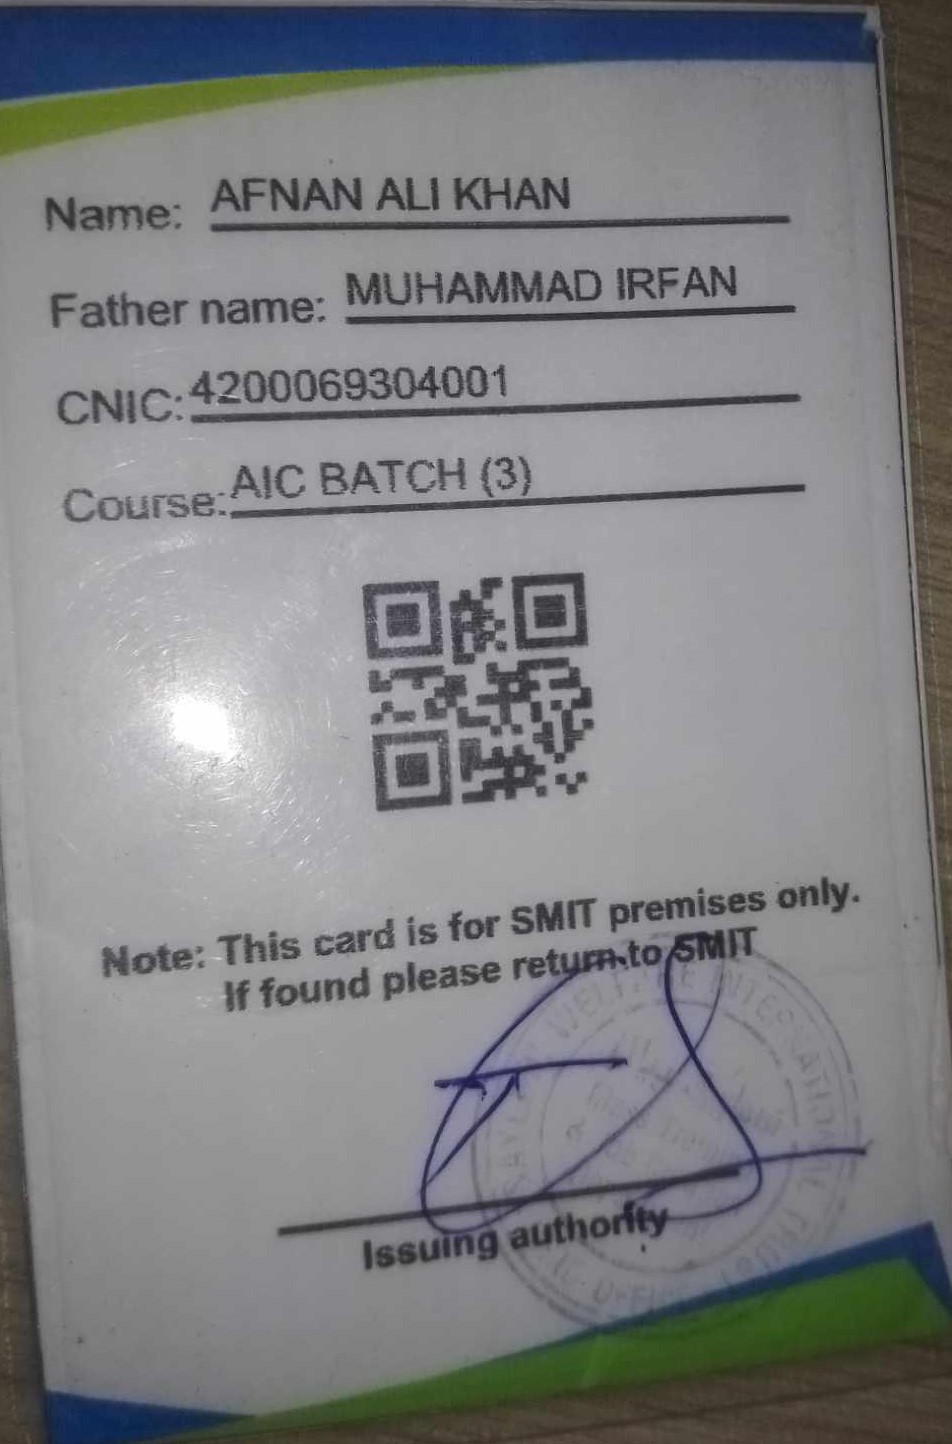 Name: AFNAN ALI KHAN
Father name: MUHAMMAD IRFAN
CNIC: 4200069304001
Course: AIC BATCH (3)
Note: This card is for SMIT premises only.
If found please return to SMIT
WELFARE INTERNATIONAL TRUST
Issuing authority